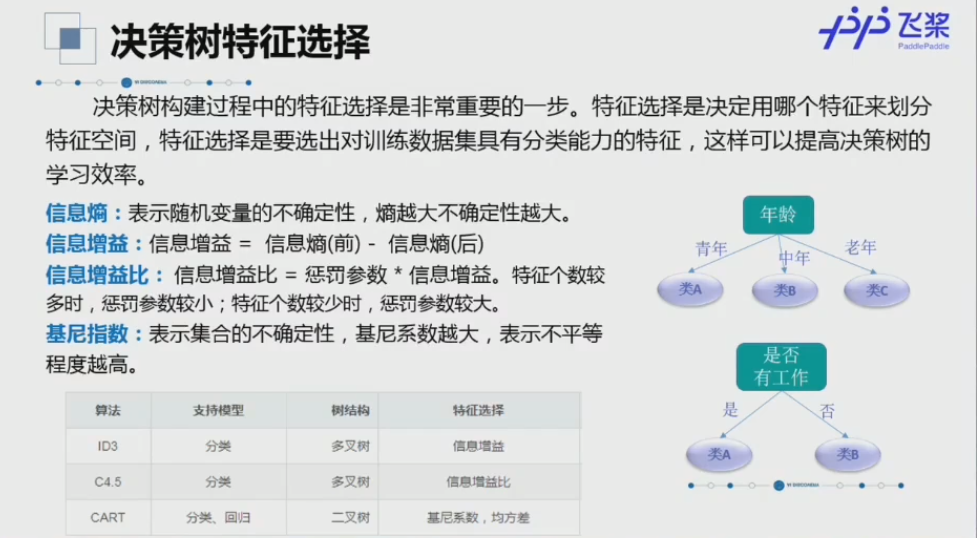 决策树特征选择
飞桨
PaddlePaddle
决策树构建过程中的特征选择是非常重要的一步。特征选择是决定用哪个特征来划分
特征空间，特征选择是要选出对训练数据集具有分类能力的特征，这样可以提高决策树的
学习效率。
信息熵：表示随机变量的不确定性，熵越大不确定性越大。
信息增益：信息增益 = 信息熵(前) - 信息熵(后)
信息增益比： 信息增益比 = 惩罚参数 * 信息增益。特征个数较
多时，惩罚参数较小；特征个数较少时，惩罚参数较大。
基尼指数：表示集合的不确定性，基尼系数越大，表示不平等
程度越高。
算法 支持模型 树结构 特征选择
ID3 分类 多叉树 信息增益
C4.5 分类 多叉树 信息增益比
CART 分类、回归 二叉树 基尼系数，均方差
年龄
青年 中年 老年
类A 类B 类C
是否
有工作
是 否
类A 类B